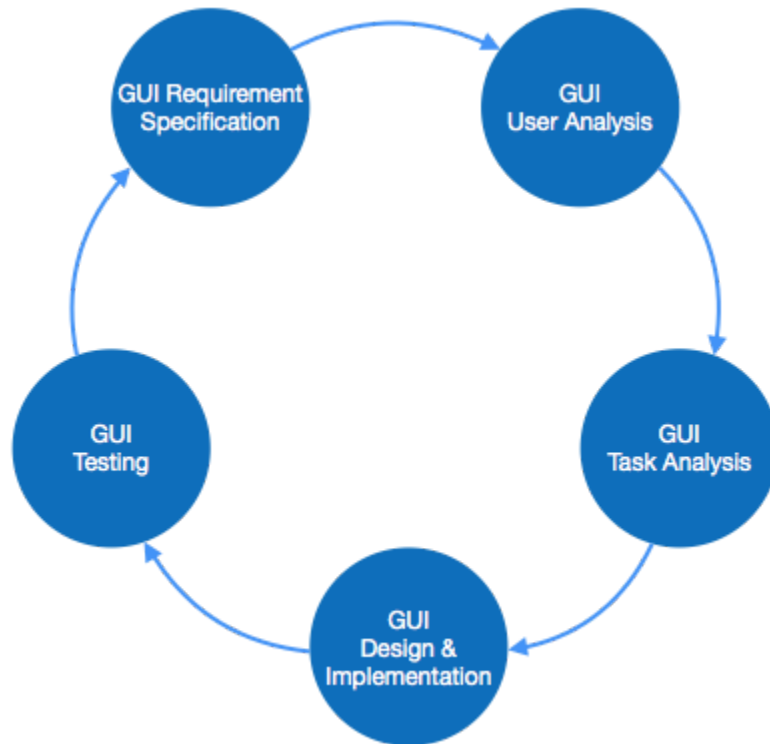 GUI Requirement
Specification
GUI
User Analysis
GUI
Task Analysis
GUI
Design &
Implementation
GUI
Testing